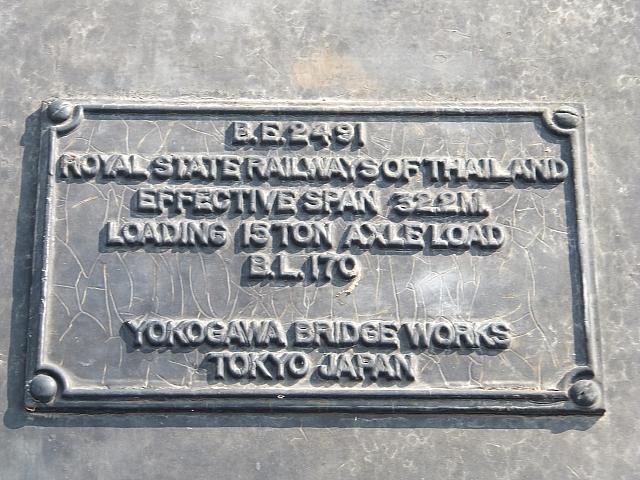 B.E.2491
ROYAL STATE RAILWAYS OF THAILAND
EFFECTIVE SPAN 32.2M.
LOADING 15 TON AXLE LOAD
B.L.170
YOKOGAWA BRIDGE WORKS
TOKYO JAPAN